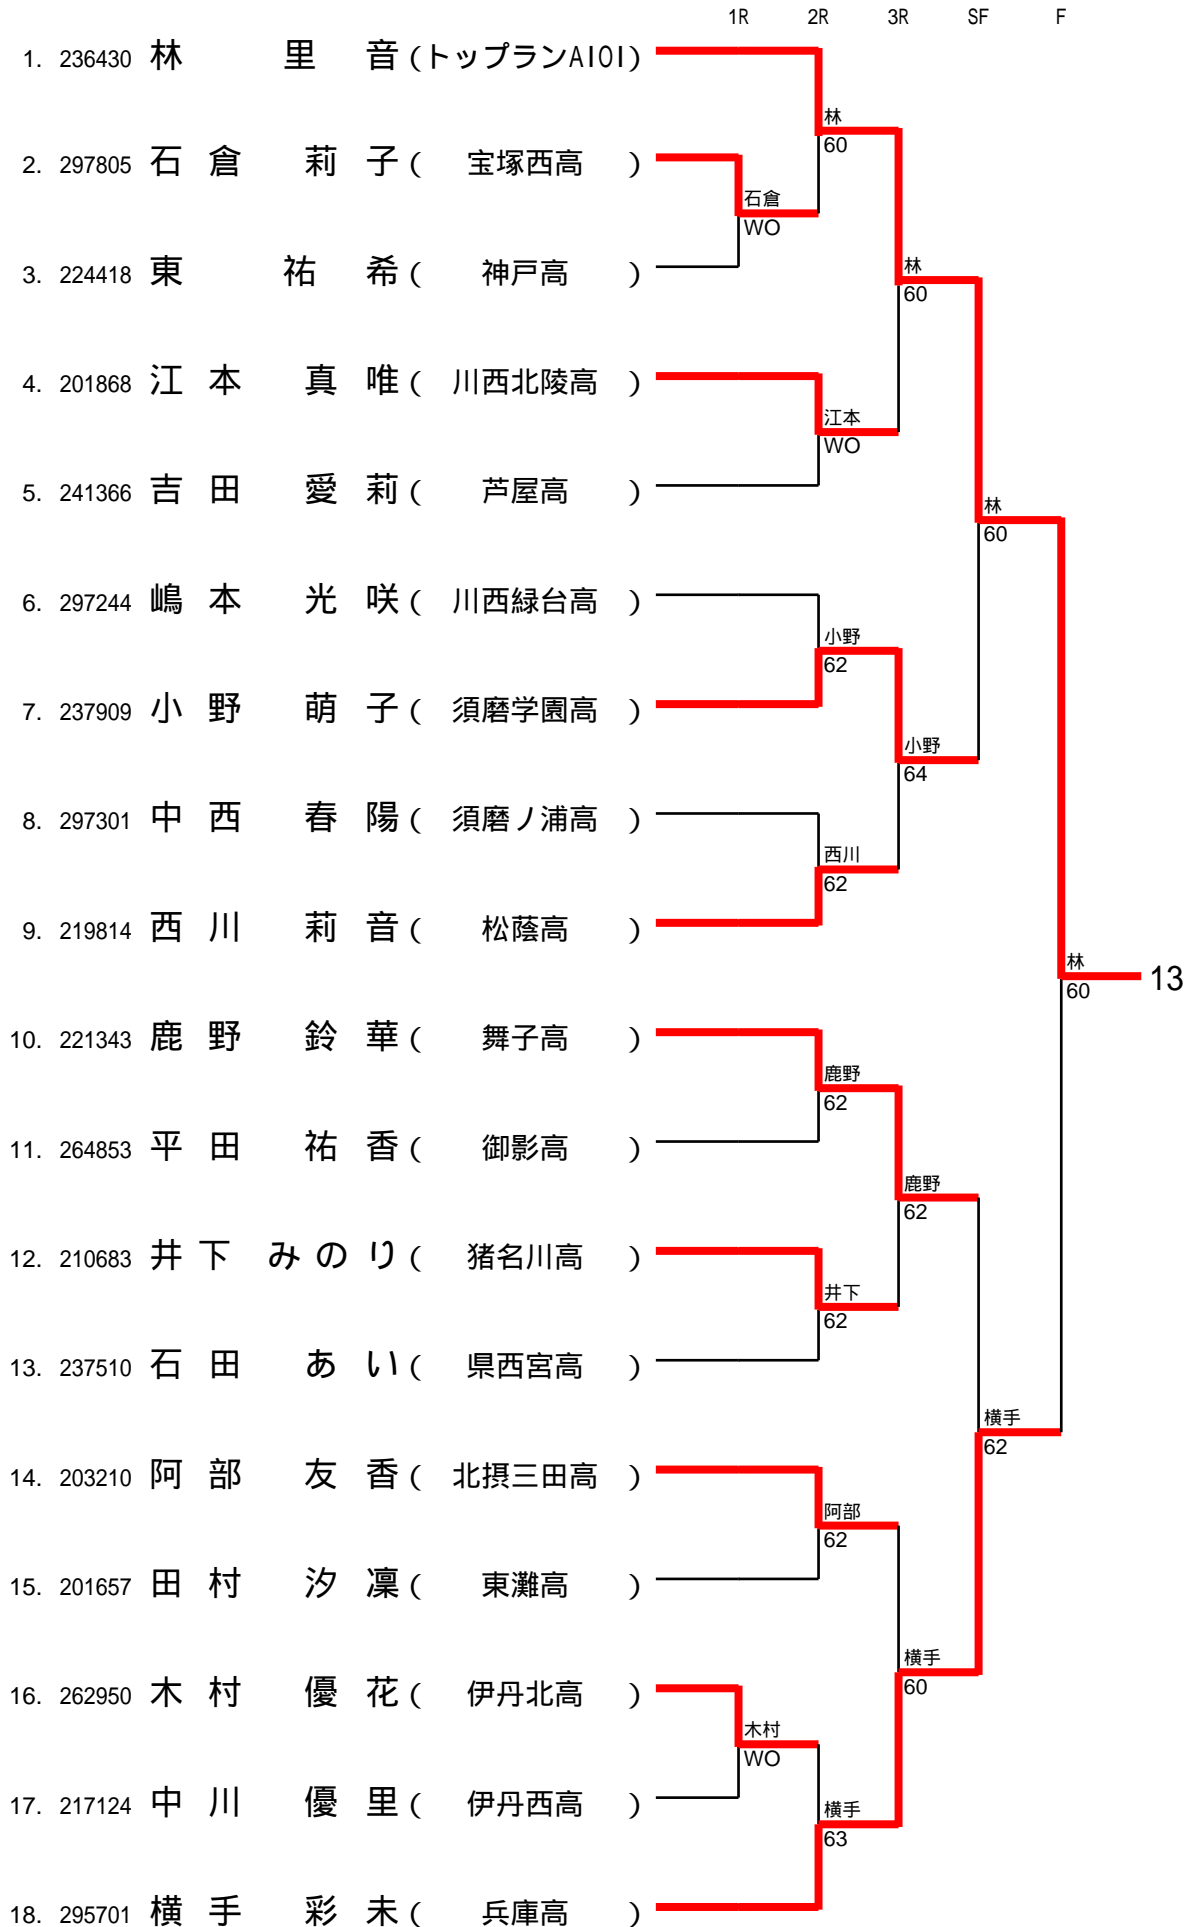 1R 2R 3R SF F
1. 236430 林 里 音 (トップランAIOI)
林
60
2. 297805 石 倉 莉 子 ( 宝塚西高 )
石倉
WO
3. 224418 東 祐 希 ( 神戸高 )
林
60
4. 201868 江 本 真 唯 ( 川西北陵高 )
江本
WO
5. 241366 吉 田 愛 莉 ( 芦屋高 )
林
60
6. 297244 嶋 本 光 咲 ( 川西緑台高 )
小野
62
7. 237909 小 野 萌 子 ( 須磨学園高 )
小野
64
8. 297301 中 西 春 陽 ( 須磨ノ浦高 )
西川
62
9. 219814 西 川 莉 音 ( 松蔭高 )
林
60
13
10. 221343 鹿 野 鈴 華 ( 舞子高 )
鹿野
62
11. 264853 平 田 祐 香 ( 御影高 )
鹿野
62
12. 210683 井 下 み の り ( 猪名川高 )
井下
62
13. 237510 石 田 あ い ( 県西宮高 )
横手
62
14. 203210 阿 部 友 香 ( 北摂三田高 )
阿部
62
15. 201657 田 村 汐 凜 ( 東灘高 )
横手
60
16. 262950 木 村 優 花 ( 伊丹北高 )
木村
WO
17. 217124 中 川 優 里 ( 伊丹西高 )
横手
63
18. 295701 横 手 彩 未 ( 兵庫高 )